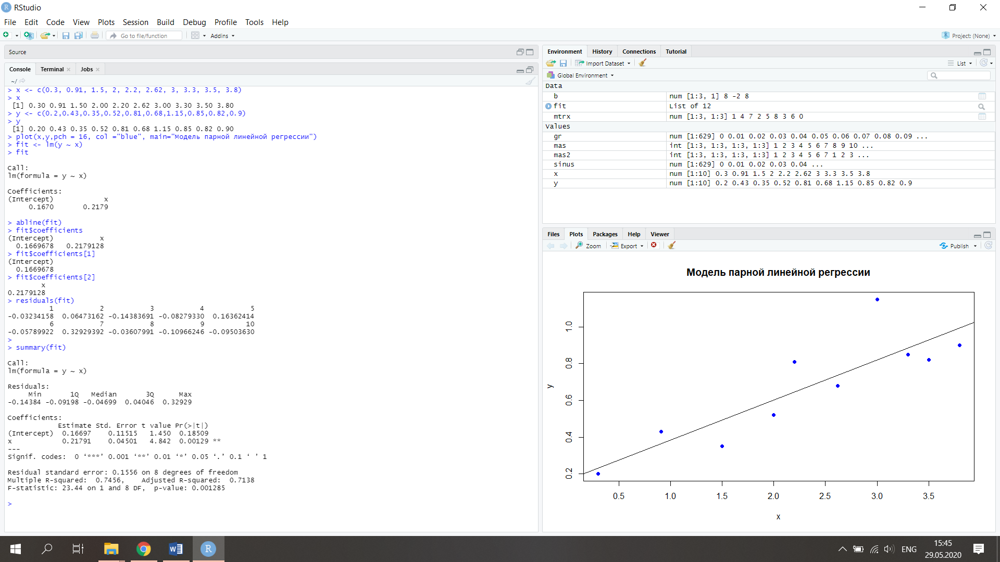 RStudio
File Edit Code View Plots Session Build Debug Profile Tools Help
Go to file/function Addins Project: (None)
Source
Console Terminal Jobs
~/
> x <- c(0.3, 0.91, 1.5, 2, 2.2, 2.62, 3, 3.3, 3.5, 3.8)
> x
[1] 0.30 0.91 1.50 2.00 2.20 2.62 3.00 3.30 3.50 3.80
> y <- c(0.2,0.43,0.35,0.52,0.81,0.68,1.15,0.85,0.82,0.9)
> y
[1] 0.20 0.43 0.35 0.52 0.81 0.68 1.15 0.85 0.82 0.90
> plot(x,y,pch = 16, col ="blue", main="Модель парной линейной регрессии")
> fit <- lm(y ~ x)
> fit
Call:
lm(formula = y ~ x)
Coefficients:
(Intercept) x
0.1670 0.2179
> abline(fit)
> fit$coefficients
(Intercept) x
0.1669678 0.2179128
> fit$coefficients[1]
(Intercept)
0.1669678
> fit$coefficients[2]
x
0.2179128
> residuals(fit)
1 2 3 4 5
-0.03234158 0.06473162 -0.14383691 -0.08279330 0.16362414
6 7 8 9 10
-0.05789922 0.32929392 -0.03607991 -0.10966246 -0.09503630
>
> summary(fit)
Call:
lm(formula = y ~ x)
Residuals:
Min 1Q Median 3Q Max
-0.14384 -0.09198 -0.04699 0.04046 0.32929
Coefficients:
Estimate Std. Error t value Pr(>|t|)
(Intercept) 0.16697 0.11515 1.450 0.18509
x 0.21791 0.04501 4.842 0.00129 **
---
Signif. codes: 0 ‘***’ 0.001 ‘**’ 0.01 ‘*’ 0.05 ‘.’ 0.1 ‘ ’ 1
Residual standard error: 0.1556 on 8 degrees of freedom
Multiple R-squared: 0.7456, Adjusted R-squared: 0.7138
F-statistic: 23.44 on 1 and 8 DF, p-value: 0.001285
>
Environment History Connections Tutorial
Import Dataset List
Global Environment
Data
b num [1:3, 1] 8 -2 8
fit List of 12
mtrx num [1:3, 1:3] 1 4 7 2 5 8 3 6 0
Values
gr num [1:629] 0 0.01 0.02 0.03 0.04 0.05 0.06 0.07 0.08 0.09 ...
mas int [1:3, 1:3, 1:3, 1:3] 1 2 3 4 5 6 7 8 9 10 ...
mas2 int [1:3, 1:3, 1:3, 1:3] 1 2 3 4 5 6 7 1 2 3 ...
sinus num [1:629] 0 0.01 0.02 0.03 0.04 ...
x num [1:10] 0.3 0.91 1.5 2 2.2 2.62 3 3.3 3.5 3.8
y num [1:10] 0.2 0.43 0.35 0.52 0.81 0.68 1.15 0.85 0.82 0.9
Files Plots Packages Help Viewer
Zoom Export Publish
Модель парной линейной регрессии
1.0
0.8
y
0.6
0.4
0.2
0.5 1.0 1.5 2.0 2.5 3.0 3.5
x
ENG
15:45
29.05.2020